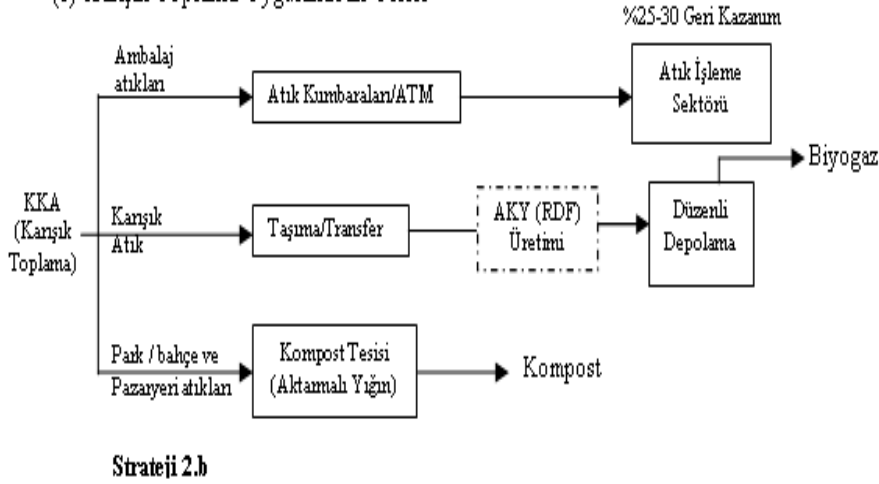 %25-30 Geri Kazanım
Ambalaj
atıkları
Atık Kumbaraları/ATM
Atık İşleme
Sektörü
Biyogaz
KKA
(Karışık
Toplama)
Karışık
Atık
Taşıma/Transfer
AKY (RDF)
Üretimi
Düzenli
Depolama
Park / bahçe ve
Pazaryeri atıkları
Kompost Tesisi
(Aktarmalı Yığın)
Kompost
Strateji 2.b